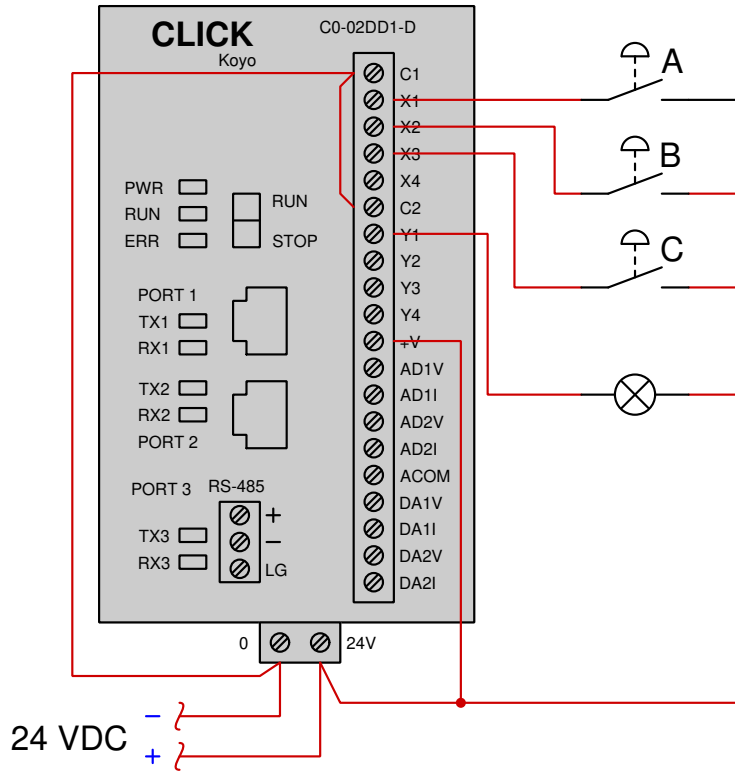 CLICK
Koyo
C0-02DD1-D
C1
X1
X2
X3
X4
C2
Y1
Y2
Y3
Y4
+V
AD1V
AD1I
AD2V
AD2I
ACOM
DA1V
DA1I
DA2V
DA2I
PWR
RUN
ERR
RUN
STOP
PORT 1
TX1
RX1
TX2
RX2
PORT 2
PORT 3
RS-485
TX3
RX3
+
−
LG
0
24V
24 VDC
−
+
A
B
C